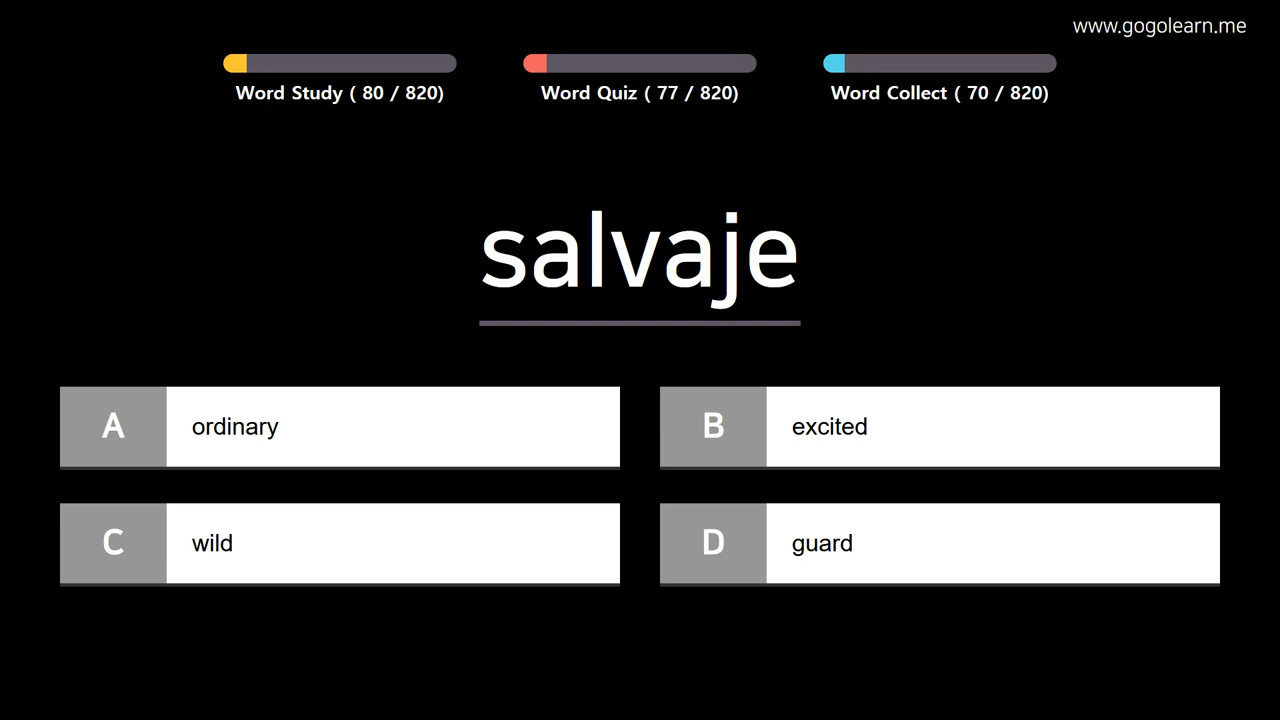 www.gogolearn.me
Word Study ( 80 / 820)
Word Quiz ( 77 / 820)
Word Collect ( 70 / 820)
salvaje
A ordinary
B excited
C wild
D guard